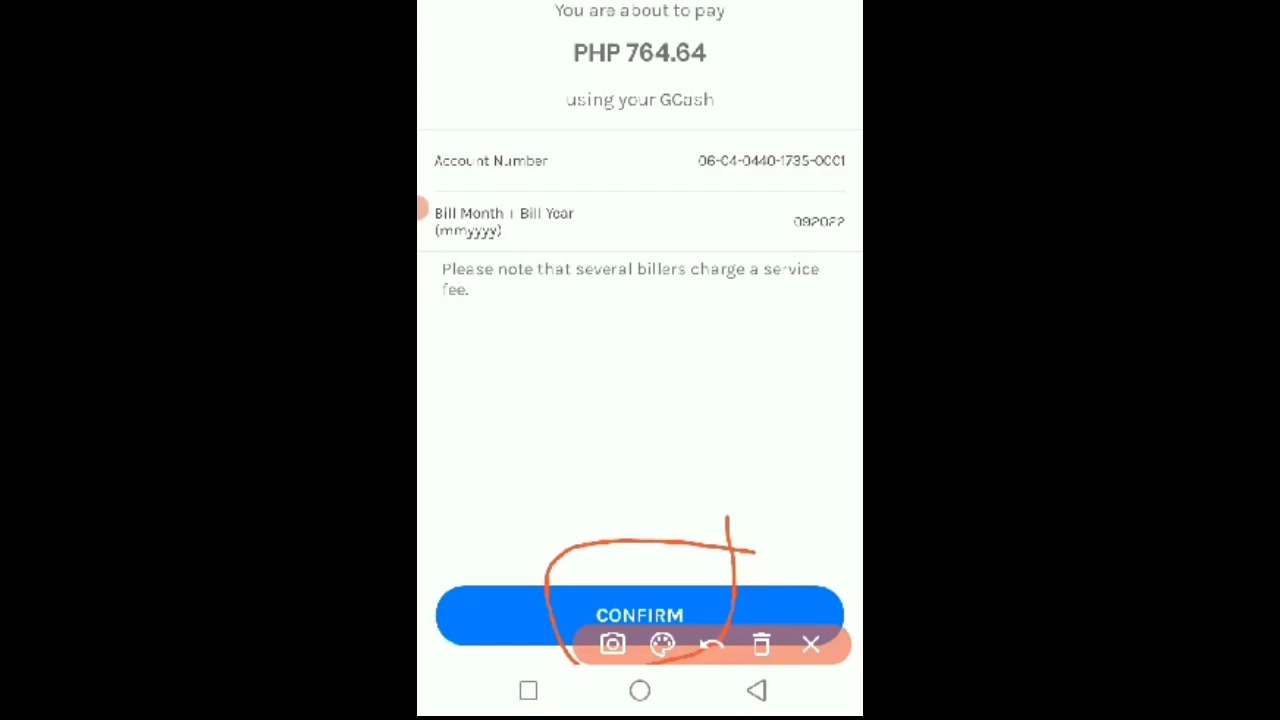 You are about to pay
PHP 764.64
using your GCash
Account Number 06-04-0440-1735-0001
Bill Month + Bill Year 092022
(mmyyyy)
Please note that several billers charge a service
fee.
CONFIRM